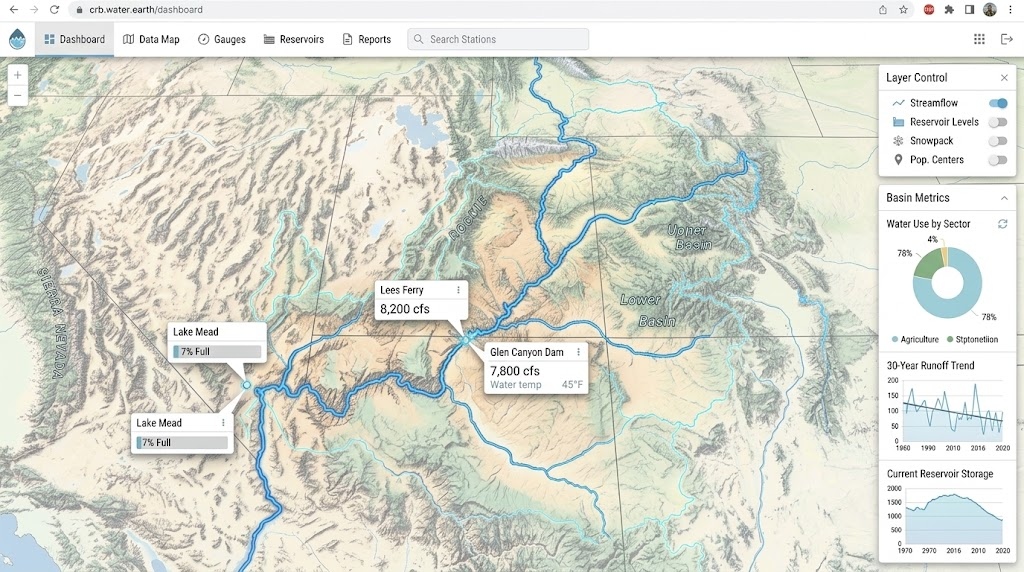 crb.water.earth/dashboard
Dashboard
Data Map
Gauges
Reservoirs
Reports
Search Stations
+
−
Layer Control
Streamflow
Reservoir Levels
Snowpack
Pop. Centers
Basin Metrics
Water Use by Sector
4%
78%
78%
Agriculture
Stptonetiion
30-Year Runoff Trend
200
150
100
50
0
1960 1990 2011 2016 2020
Current Reservoir Storage
2000
1500
1000
500
0
1970 2970 2016 2010 2020
Upper
Basin
Lower
Basin
SIERRA NEVADA
Lees Ferry
8,200 cfs
Glen Canyon Dam
7,800 cfs
Water temp 45°F
Lake Mead
7% Full
Lake Mead
7% Full